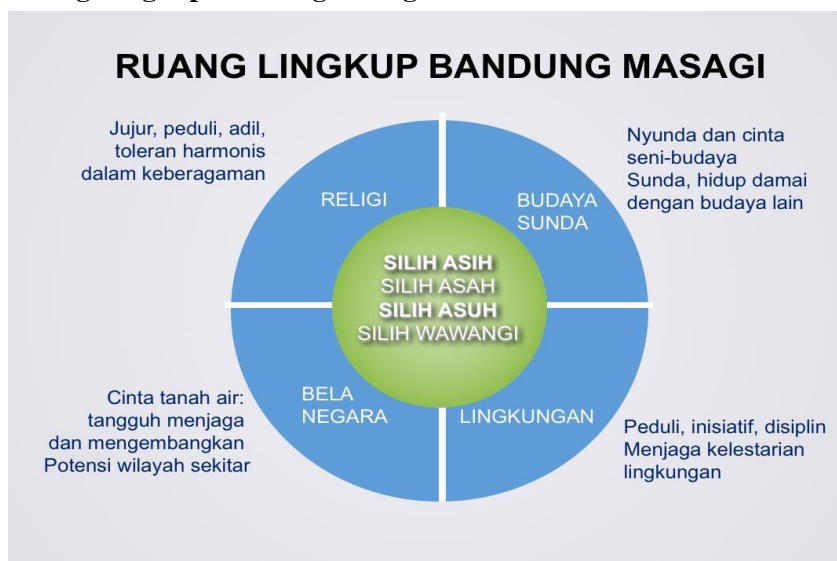 RUANG LINGKUP BANDUNG MASAGI
Jujur, peduli, adil,
toleran harmonis
dalam keberagaman
Nyunda dan cinta
seni-budaya
Sunda, hidup damai
dengan budaya lain
RELIGI
BUDAYA
SUNDA
SILIH ASIH
SILIH ASAH
SILIH ASUH
SILIH WAWANGI
BELA
NEGARA
LINGKUNGAN
Cinta tanah air:
tangguh menjaga
dan mengembangkan
Potensi wilayah sekitar
Peduli, inisiatif, disiplin
Menjaga kelestarian
lingkungan